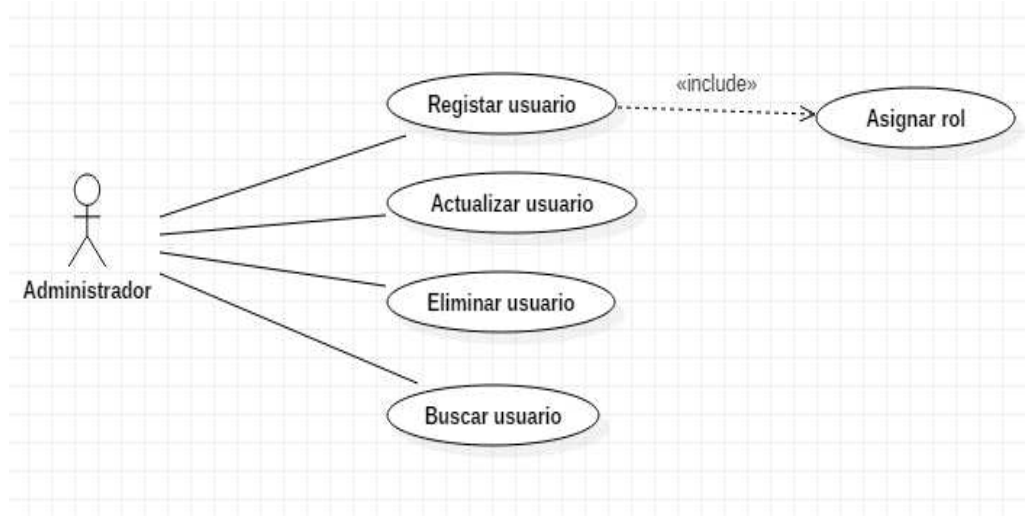 «include»
Registar usuario
Asignar rol
Actualizar usuario
Administrador
Eliminar usuario
Buscar usuario